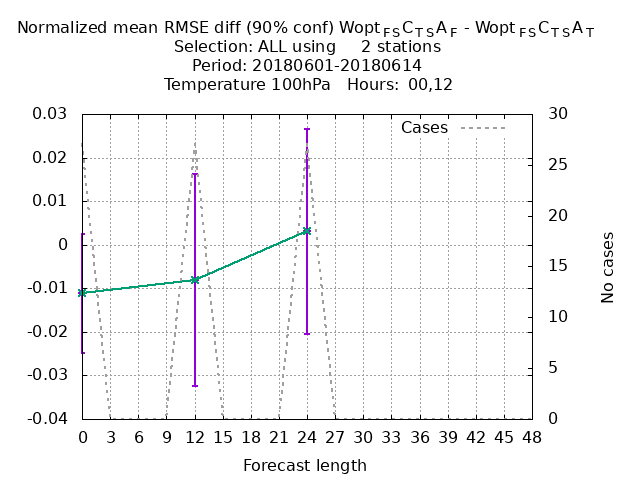 Normalized mean RMSE diff (90% conf) Wopt FS C T S A F - Wopt FS C T S A T
Selection: ALL using 2 stations
Period: 20180601-20180614
Temperature 100hPa Hours: 00,12
Cases
0.03
0.02
0.01
0
-0.01
-0.02
-0.03
-0.04
30
25
20
15
10
5
0
No cases
0 3 6 9 12 15 18 21 24 27 30 33 36 39 42 45 48
Forecast length